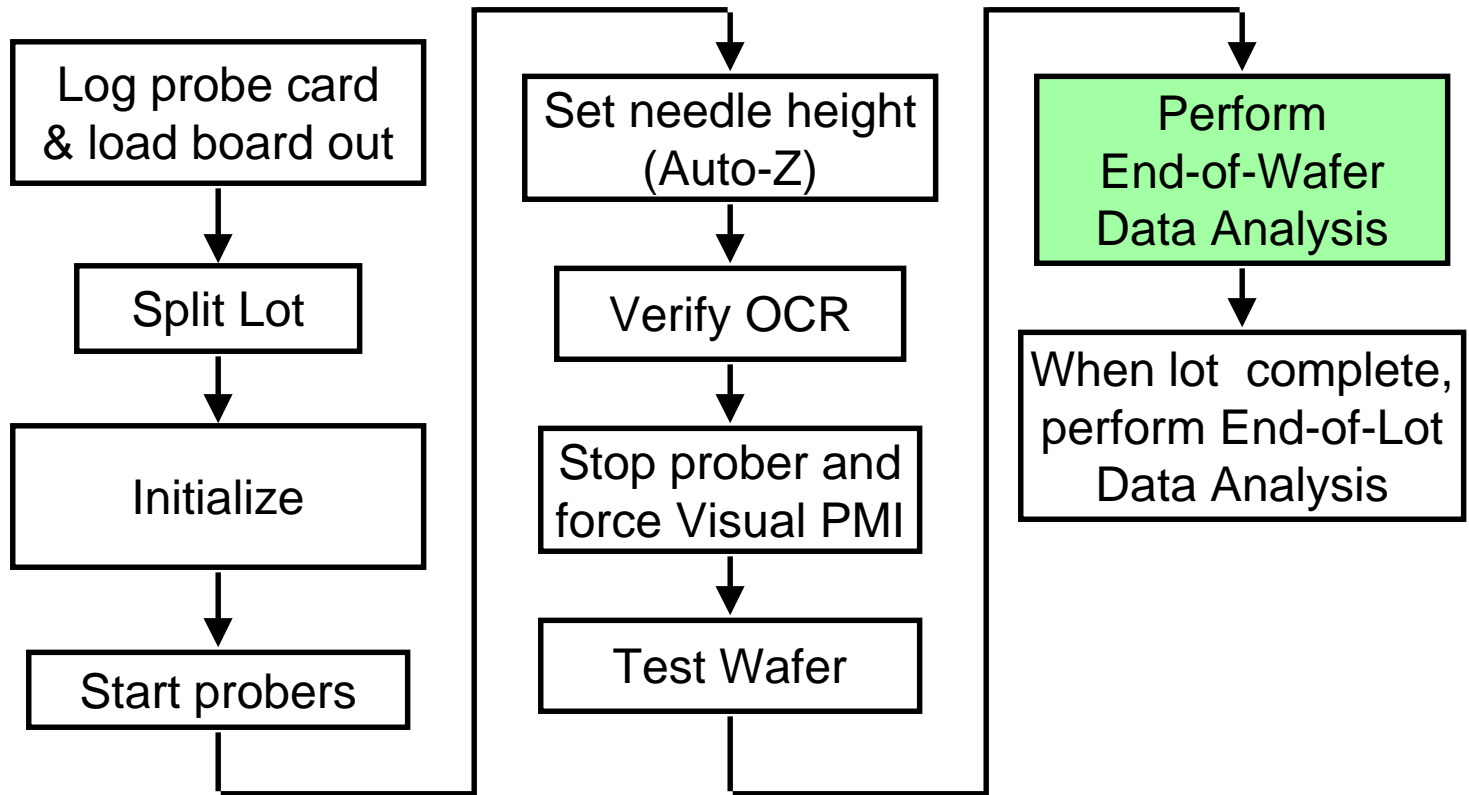 Log probe card
& load board out
Split Lot
Initialize
Start probers
Set needle height
(Auto-Z)
Verify OCR
Stop prober and
force Visual PMI
Test Wafer
Perform
End-of-Wafer
Data Analysis
When lot complete,
perform End-of-Lot
Data Analysis